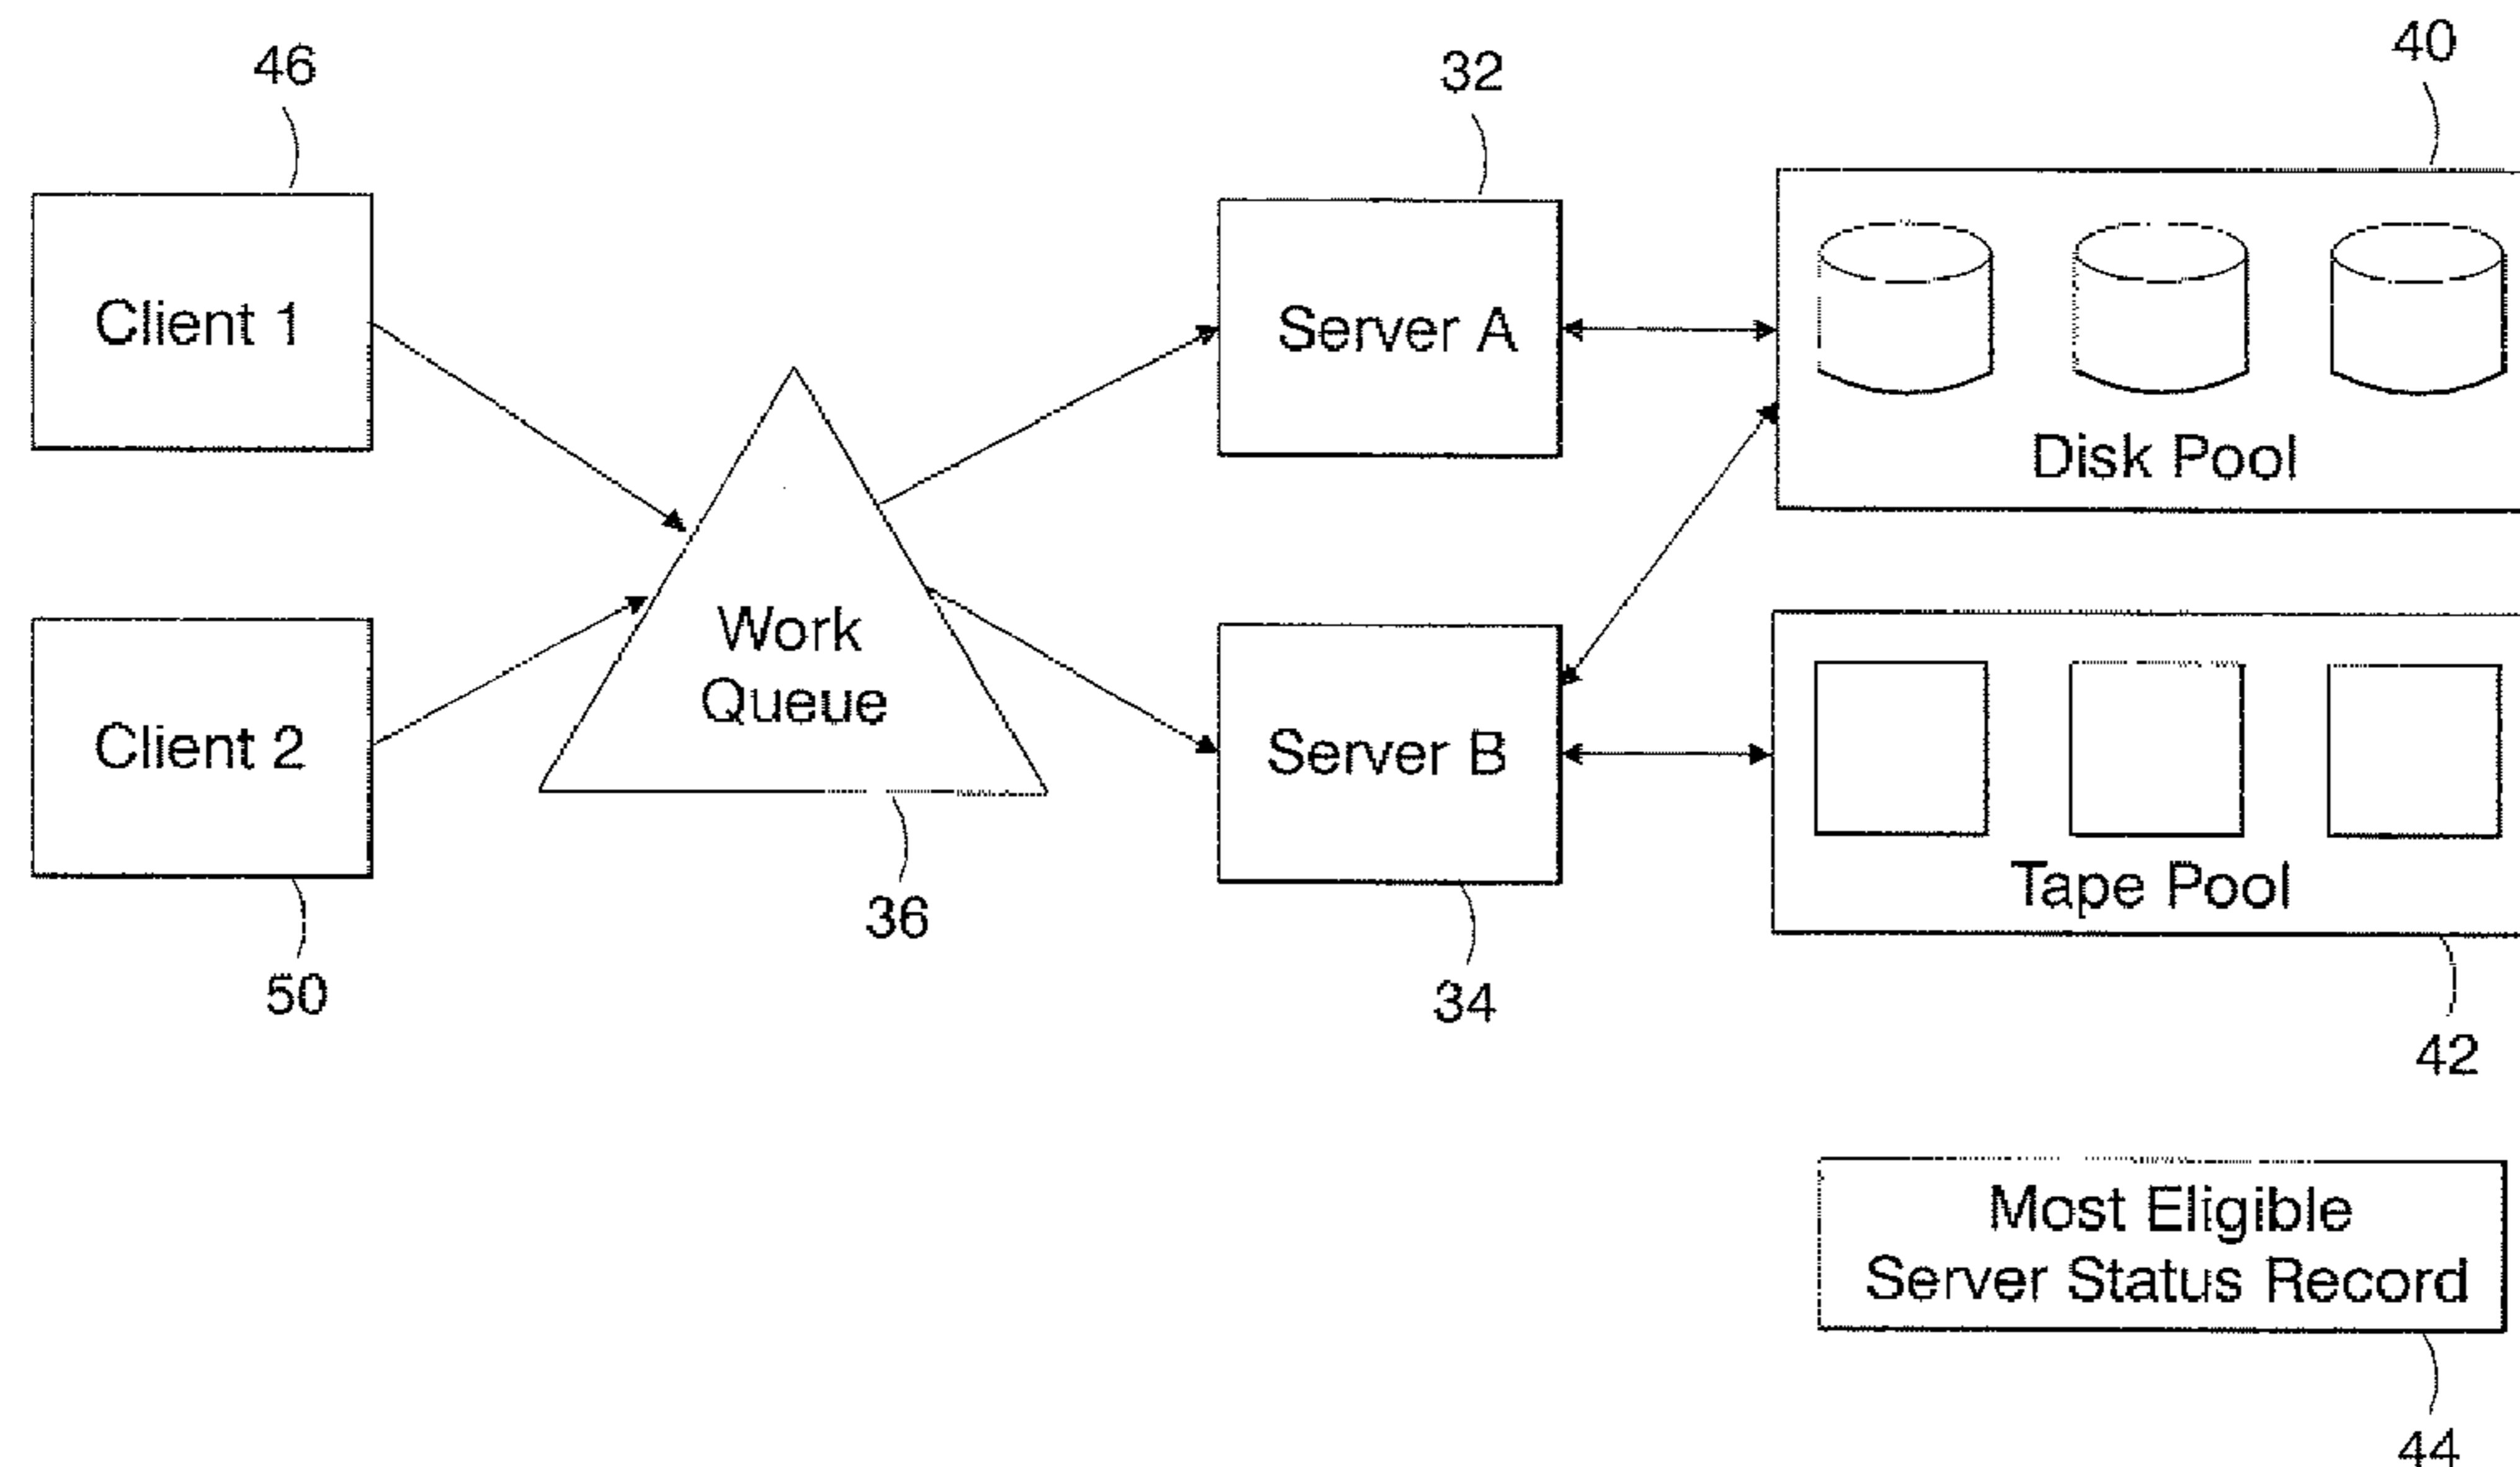 46
32
40
Client 1
Server A
Disk Pool
Work
Queue
Client 2
Server B
Tape Pool
36
50
34
42
Most Eligible
Server Status Record
44